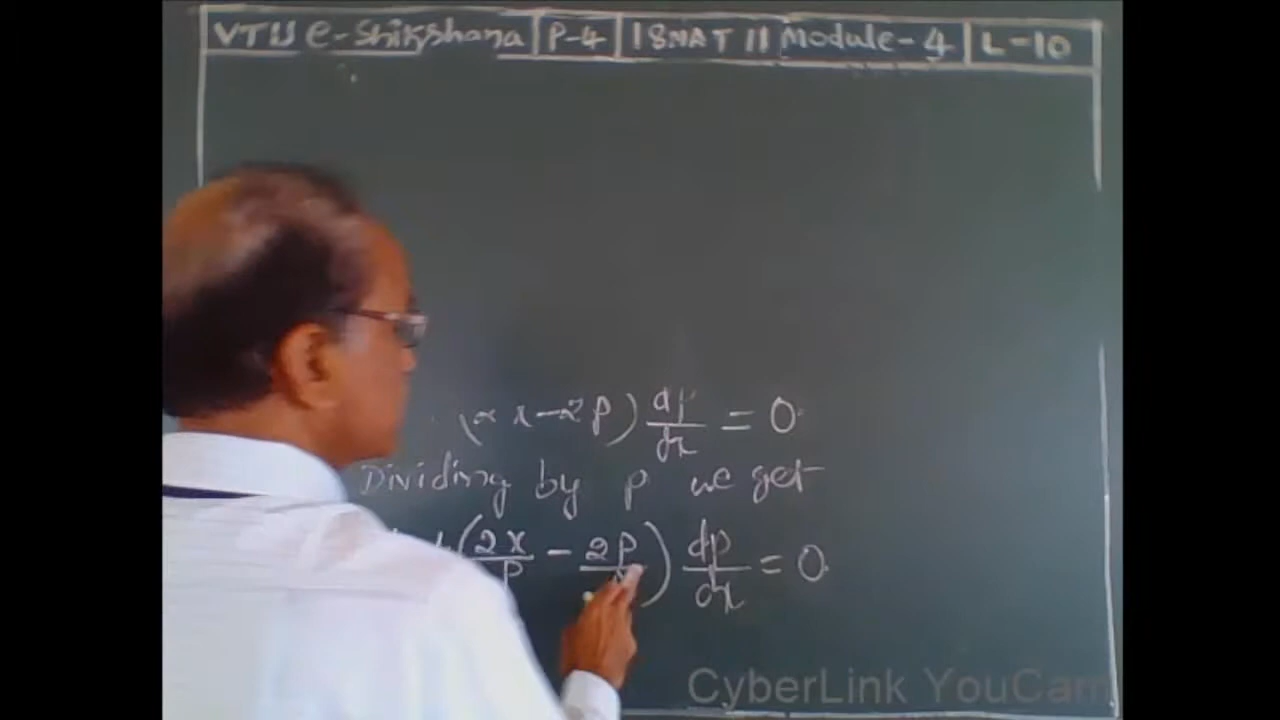 VTU e-Shikshana P-4 18MAT11 Module-4 L-10
(2x-2p) dp/dx = 0
Dividing by p we get
(2x/p - 2p/p) dp/dx = 0
CyberLink YouCam